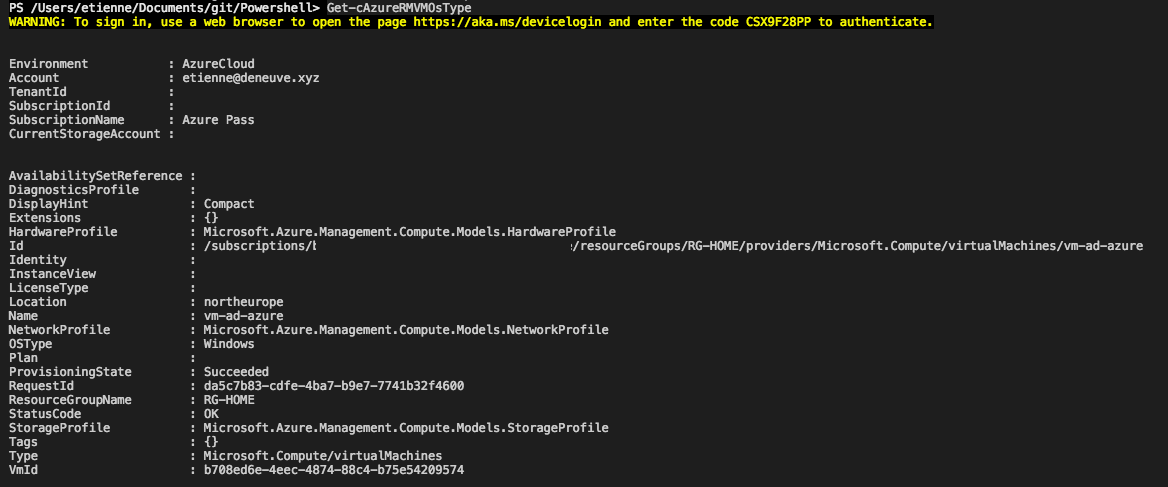 PS /Users/etienne/Documents/git/Powershell> Get-cAzureRMVMOsType
WARNING: To sign in, use a web browser to open the page https://aka.ms/devicelogin and enter the code CSX9F28PP to authenticate.
Environment : AzureCloud
Account : etienne@deneuve.xyz
TenantId :
SubscriptionId :
SubscriptionName : Azure Pass
CurrentStorageAccount :
AvailabilitySetReference :
DiagnosticsProfile :
DisplayHint : Compact
Extensions : {}
HardwareProfile : Microsoft.Azure.Management.Compute.Models.HardwareProfile
Id : /subscriptions/ /resourceGroups/RG-HOME/providers/Microsoft.Compute/virtualMachines/vm-ad-azure
Identity :
InstanceView :
LicenseType :
Location : northeurope
Name : vm-ad-azure
NetworkProfile : Microsoft.Azure.Management.Compute.Models.NetworkProfile
OSType : Windows
Plan :
ProvisioningState : Succeeded
RequestId : da5c7b83-cdfe-4ba7-b9e7-7741b32f4600
ResourceGroupName : RG-HOME
StatusCode : OK
StorageProfile : Microsoft.Azure.Management.Compute.Models.StorageProfile
Tags : {}
Type : Microsoft.Compute/virtualMachines
VmId : b708ed6e-4eec-4874-88c4-b75e54209574